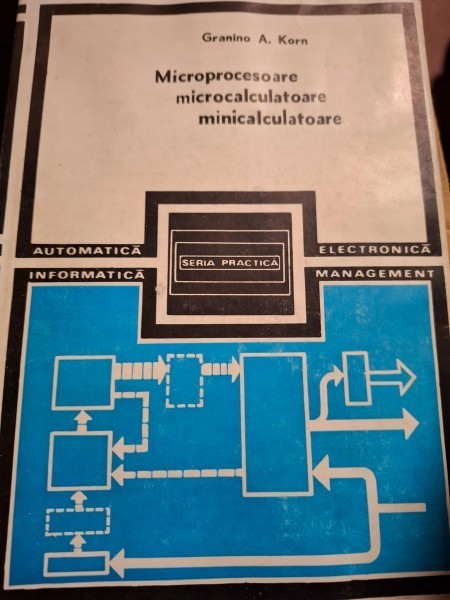 Granino A. Korn
Microprocesoare
microcalculatoare
minicalculatoare
AUTOMATICĂ
ELECTRONICĂ
SERIA PRACTICĂ
INFORMATICĂ
MANAGEMENT